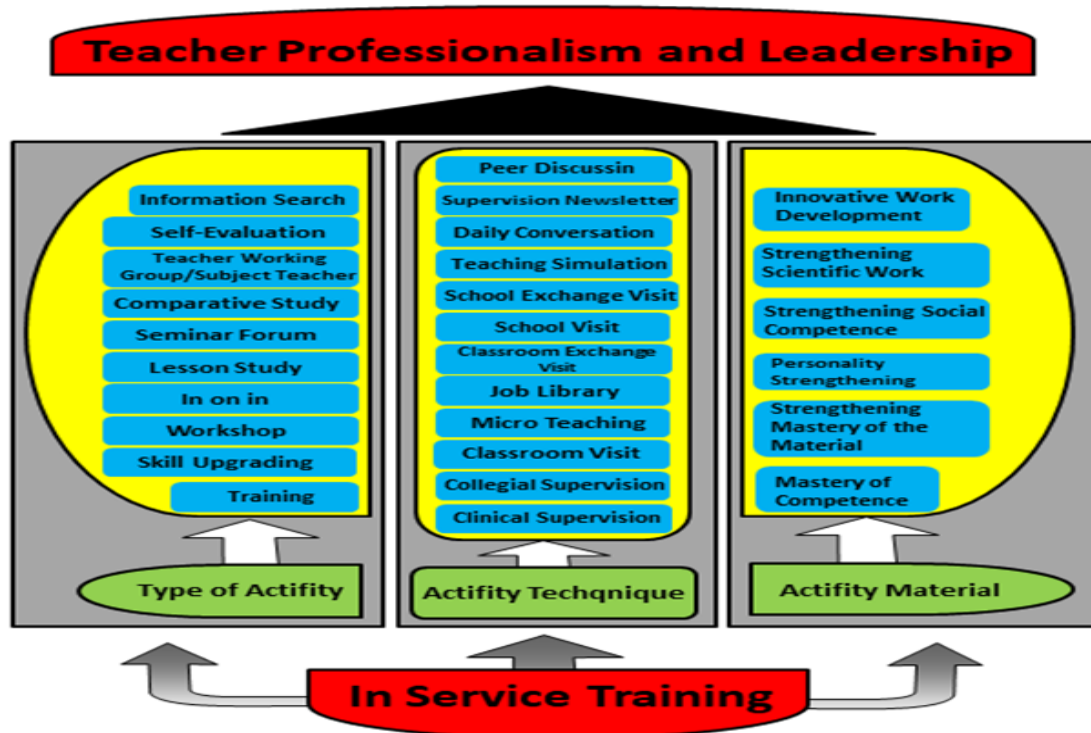 Teacher Professionalism and Leadership
Information Search
Self-Evaluation
Teacher Working
Group/Subject Teacher
Comparative Study
Seminar Forum
Lesson Study
In on in
Workshop
Skill Upgrading
Training
Type of Actifity
Peer Discussin
Supervision Newsletter
Daily Conversation
Teaching Simulation
School Exchange Visit
School Visit
Classroom Exchange
Visit
Job Library
Micro Teaching
Classroom Visit
Collegial Supervision
Clinical Supervision
Actifity Techqnique
Innovative Work
Development
Strengthening
Scientific Work
Strengthening Social
Competence
Personality
Strengthening
Strengthening
Mastery of the
Material
Mastery of
Competence
Actifity Material
In Service Training